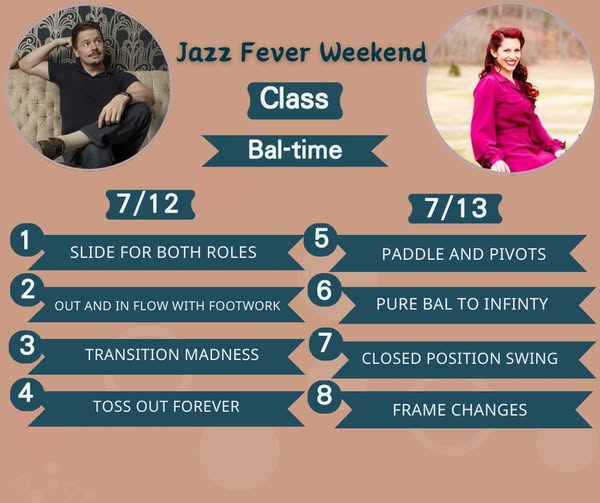 Jazz Fever Weekend
Class
Bal-time
7/12
1 SLIDE FOR BOTH ROLES
2 OUT AND IN FLOW WITH FOOTWORK
3 TRANSITION MADNESS
4 TOSS OUT FOREVER
7/13
5 PADDLE AND PIVOTS
6 PURE BAL TO INFINTY
7 CLOSED POSITION SWING
8 FRAME CHANGES